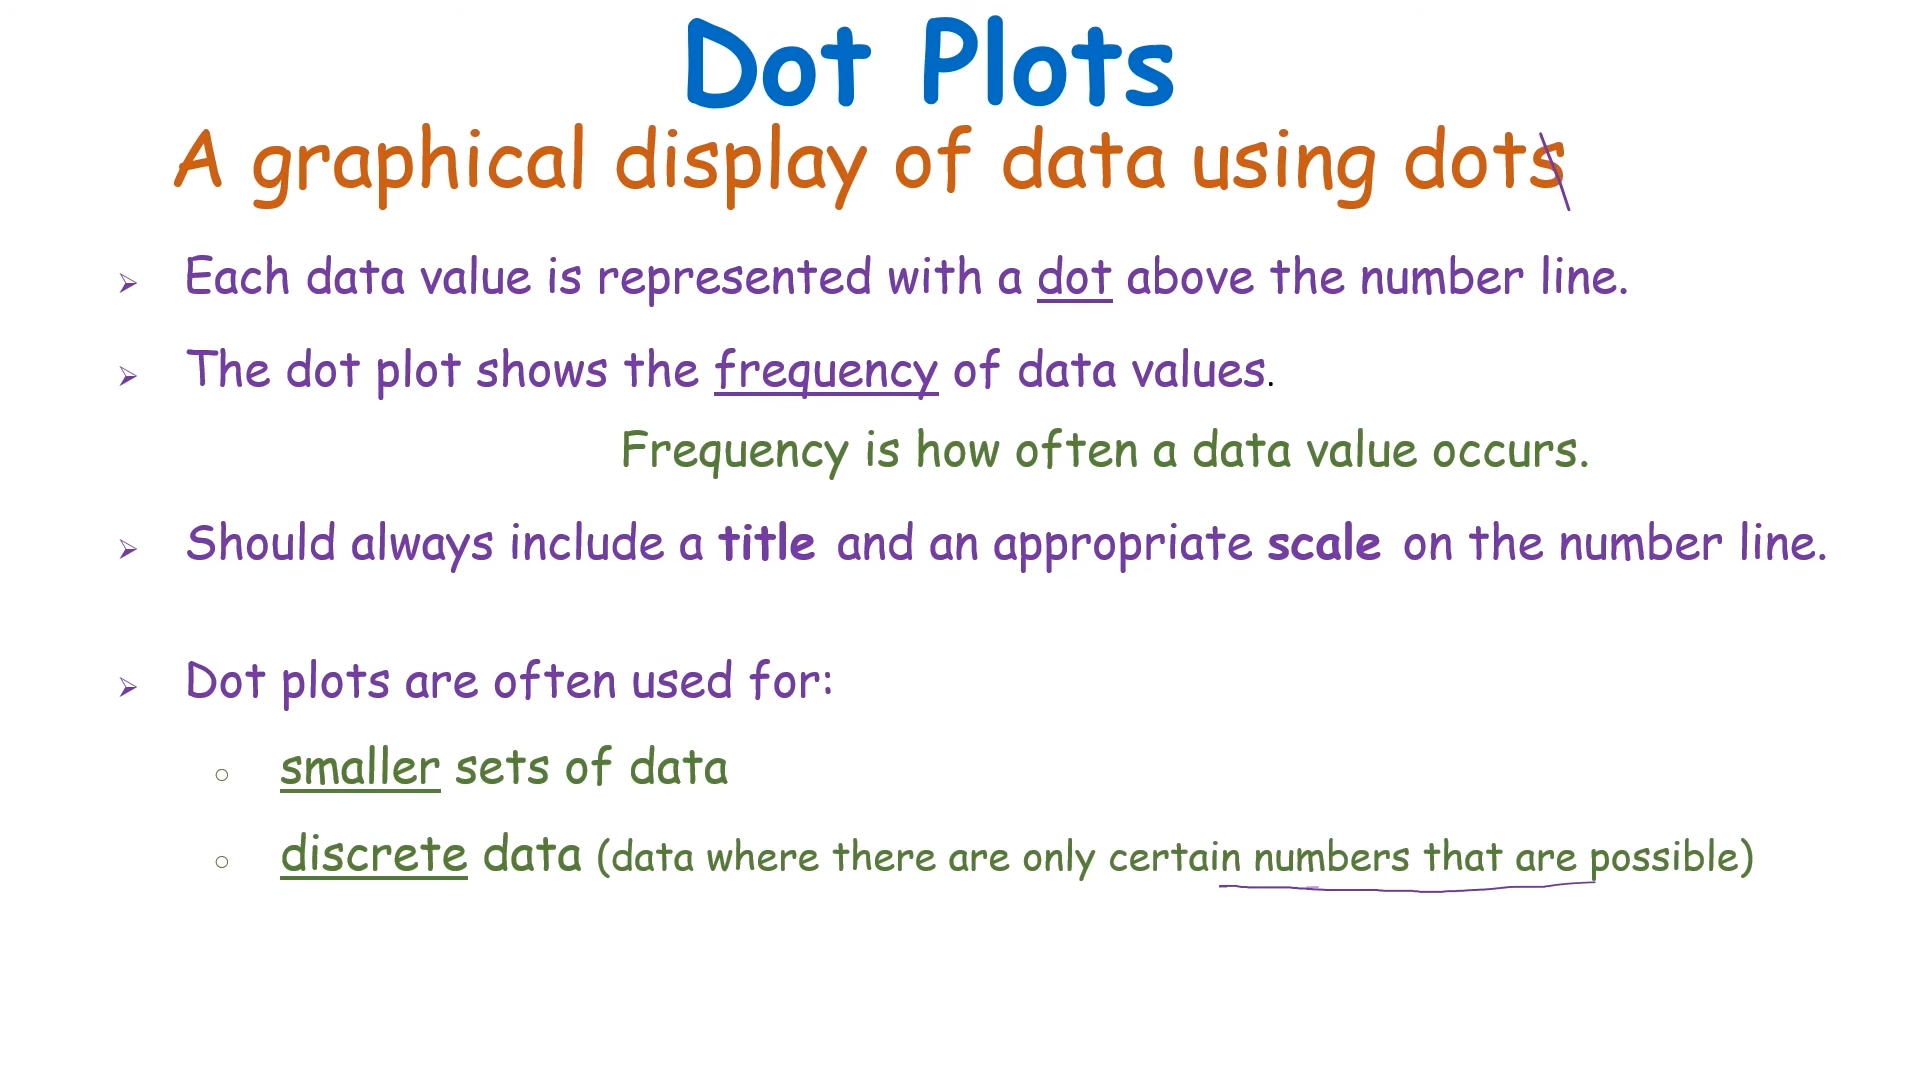 Dot Plots
A graphical display of data using dots
Each data value is represented with a dot above the number line.
The dot plot shows the frequency of data values.
Frequency is how often a data value occurs.
Should always include a title and an appropriate scale on the number line.
Dot plots are often used for:
smaller sets of data
discrete data (data where there are only certain numbers that are possible)